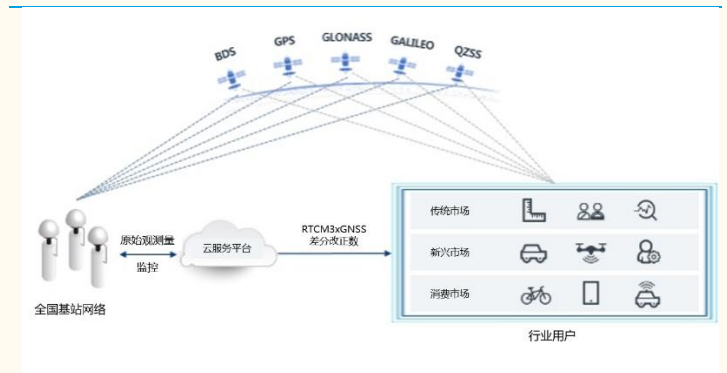 BDS
GPS
GLONASS
GALILEO
QZSS
原始观测量
监控
云服务平台
RTCM3xGNSS
差分改正数
传统市场
新兴市场
消费市场
全国基站网络
行业用户